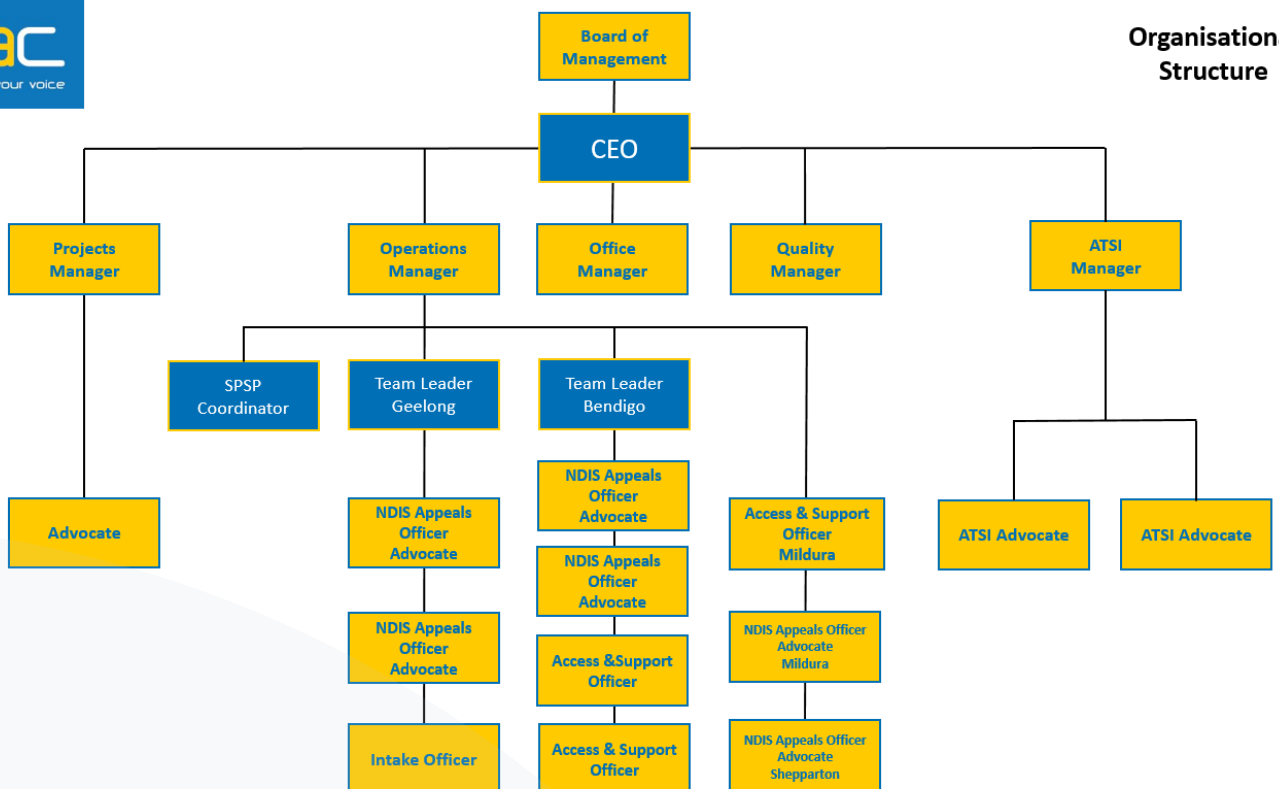 ac
your voice
Organisation
Structure
Board of
Management
CEO
Projects
Manager
Operations
Manager
Office
Manager
Quality
Manager
ATSI
Manager
SPSP
Coordinator
Team Leader
Geelong
Team Leader
Bendigo
Advocate
NDIS Appeals
Officer
Advocate
NDIS Appeals
Officer
Advocate
Intake Officer
NDIS Appeals
Officer
Advocate
NDIS Appeals
Officer
Advocate
Access &Support
Officer
Access & Support
Officer
Access & Support
Officer
Mildura
NDIS Appeals Officer
Advocate
Mildura
NDIS Appeals Officer
Advocate
Shepparton
ATSI Advocate
ATSI Advocate